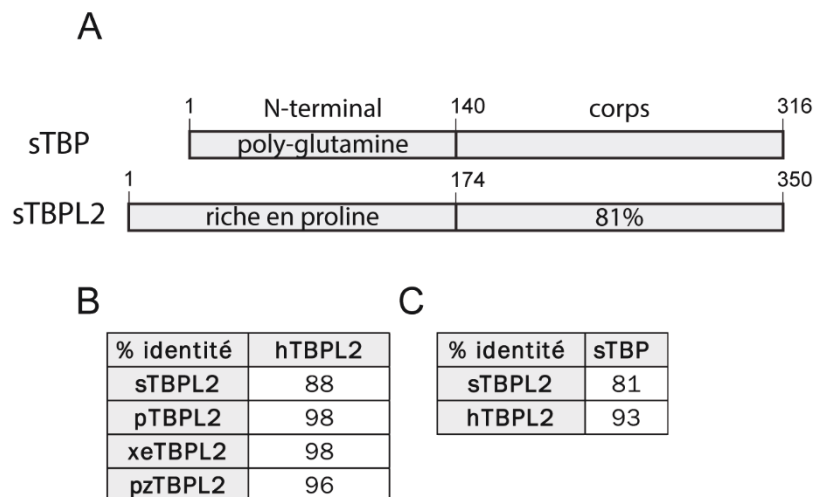 A
1 N-terminal 140 corps 316
sTBP poly-glutamine
1 174 350
sTBPL2 riche en proline 81%
B
% identité hTBPL2
sTBPL2 88
pTBPL2 98
xeTBPL2 98
pzTBPL2 96
C
% identité sTBP
sTBPL2 81
hTBPL2 93